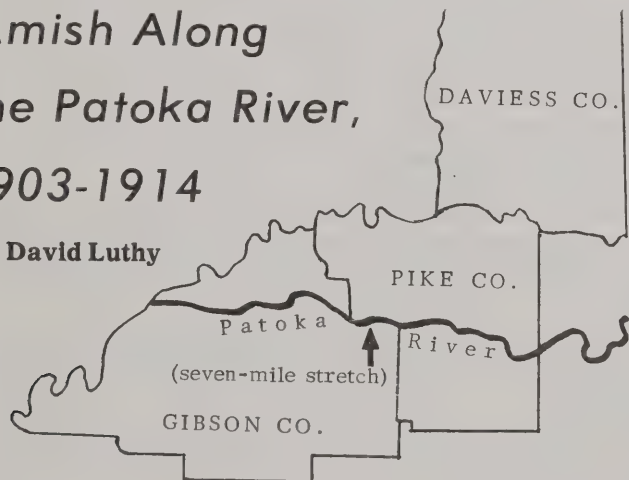 mish Along
he Patoka River,
903-1914
David Luthy
DAVIESS CO.
PIKE CO.
Patoka River
(seven-mile stretch)
GIBSON CO.